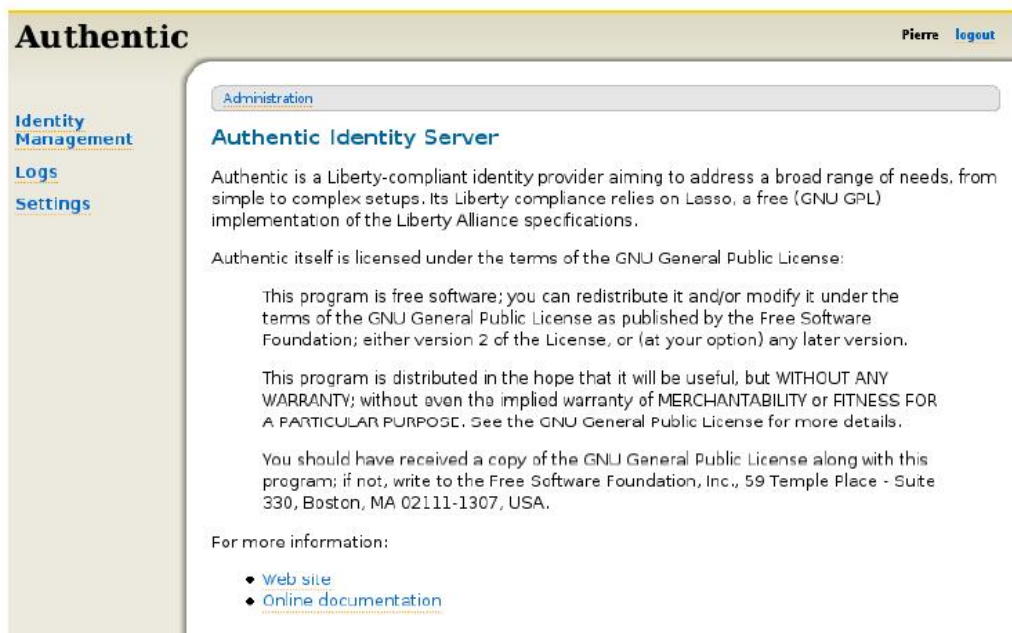 Authentic
Pierre logout
Administration
Identity
Management
Logs
Settings
Authentic Identity Server
Authentic is a Liberty-compliant identity provider aiming to address a broad range of needs, from
simple to complex setups. Its Liberty compliance relies on Lasso, a free (GNU GPL)
implementation of the Liberty Alliance specifications.
Authentic itself is licensed under the terms of the GNU General Public License:
This program is free software; you can redistribute it and/or modify it under the
terms of the GNU General Public License as published by the Free Software
Foundation; either version 2 of the License, or (at your option) any later version.
This program is distributed in the hope that it will be useful, but WITHOUT ANY
WARRANTY; without even the implied warranty of MERCHANTABILITY or FITNESS FOR
A PARTICULAR PURPOSE. See the GNU General Public License for more details.
You should have received a copy of the GNU General Public License along with this
program; if not, write to the Free Software Foundation, Inc., 59 Temple Place - Suite
330, Boston, MA 02111-1307, USA.
For more information:
Web site
Online documentation